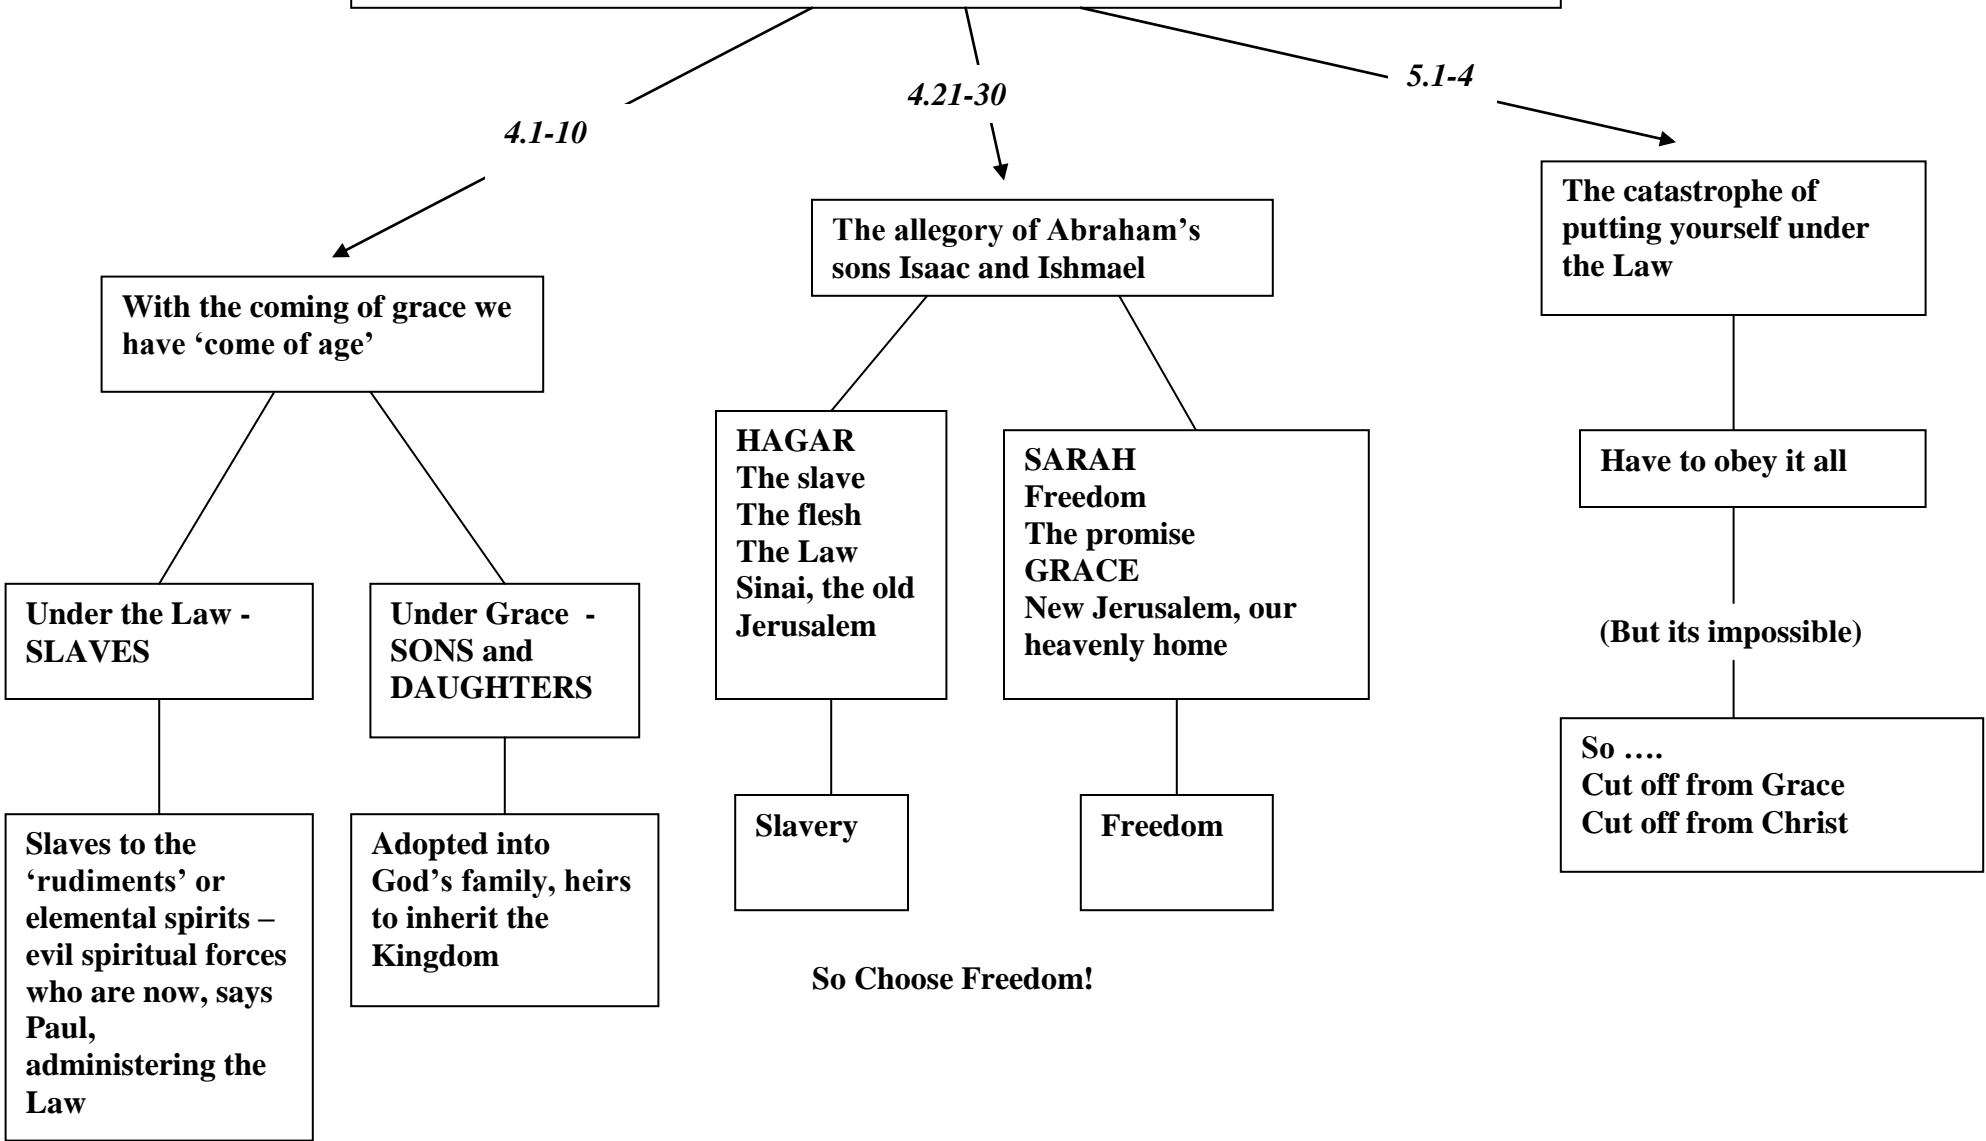 4.1-10
4.21-30
5.1-4
With the coming of grace we
have ‘come of age’
The allegory of Abraham’s
sons Isaac and Ishmael
The catastrophe of
putting yourself under
the Law
Under the Law -
SLAVES
Under Grace  -
SONS and
DAUGHTERS
HAGAR
The slave
The flesh
The Law
Sinai, the old
Jerusalem
SARAH
Freedom
The promise
GRACE
New Jerusalem, our
heavenly home
Have to obey it all
(But its impossible)
So ….
Cut off from Grace
Cut off from Christ
Slaves to the
‘rudiments’ or
elemental spirits –
evil spiritual forces
who are now, says
Paul,
administering the
Law
Adopted into
God’s family, heirs
to inherit the
Kingdom
Slavery
Freedom
So Choose Freedom!